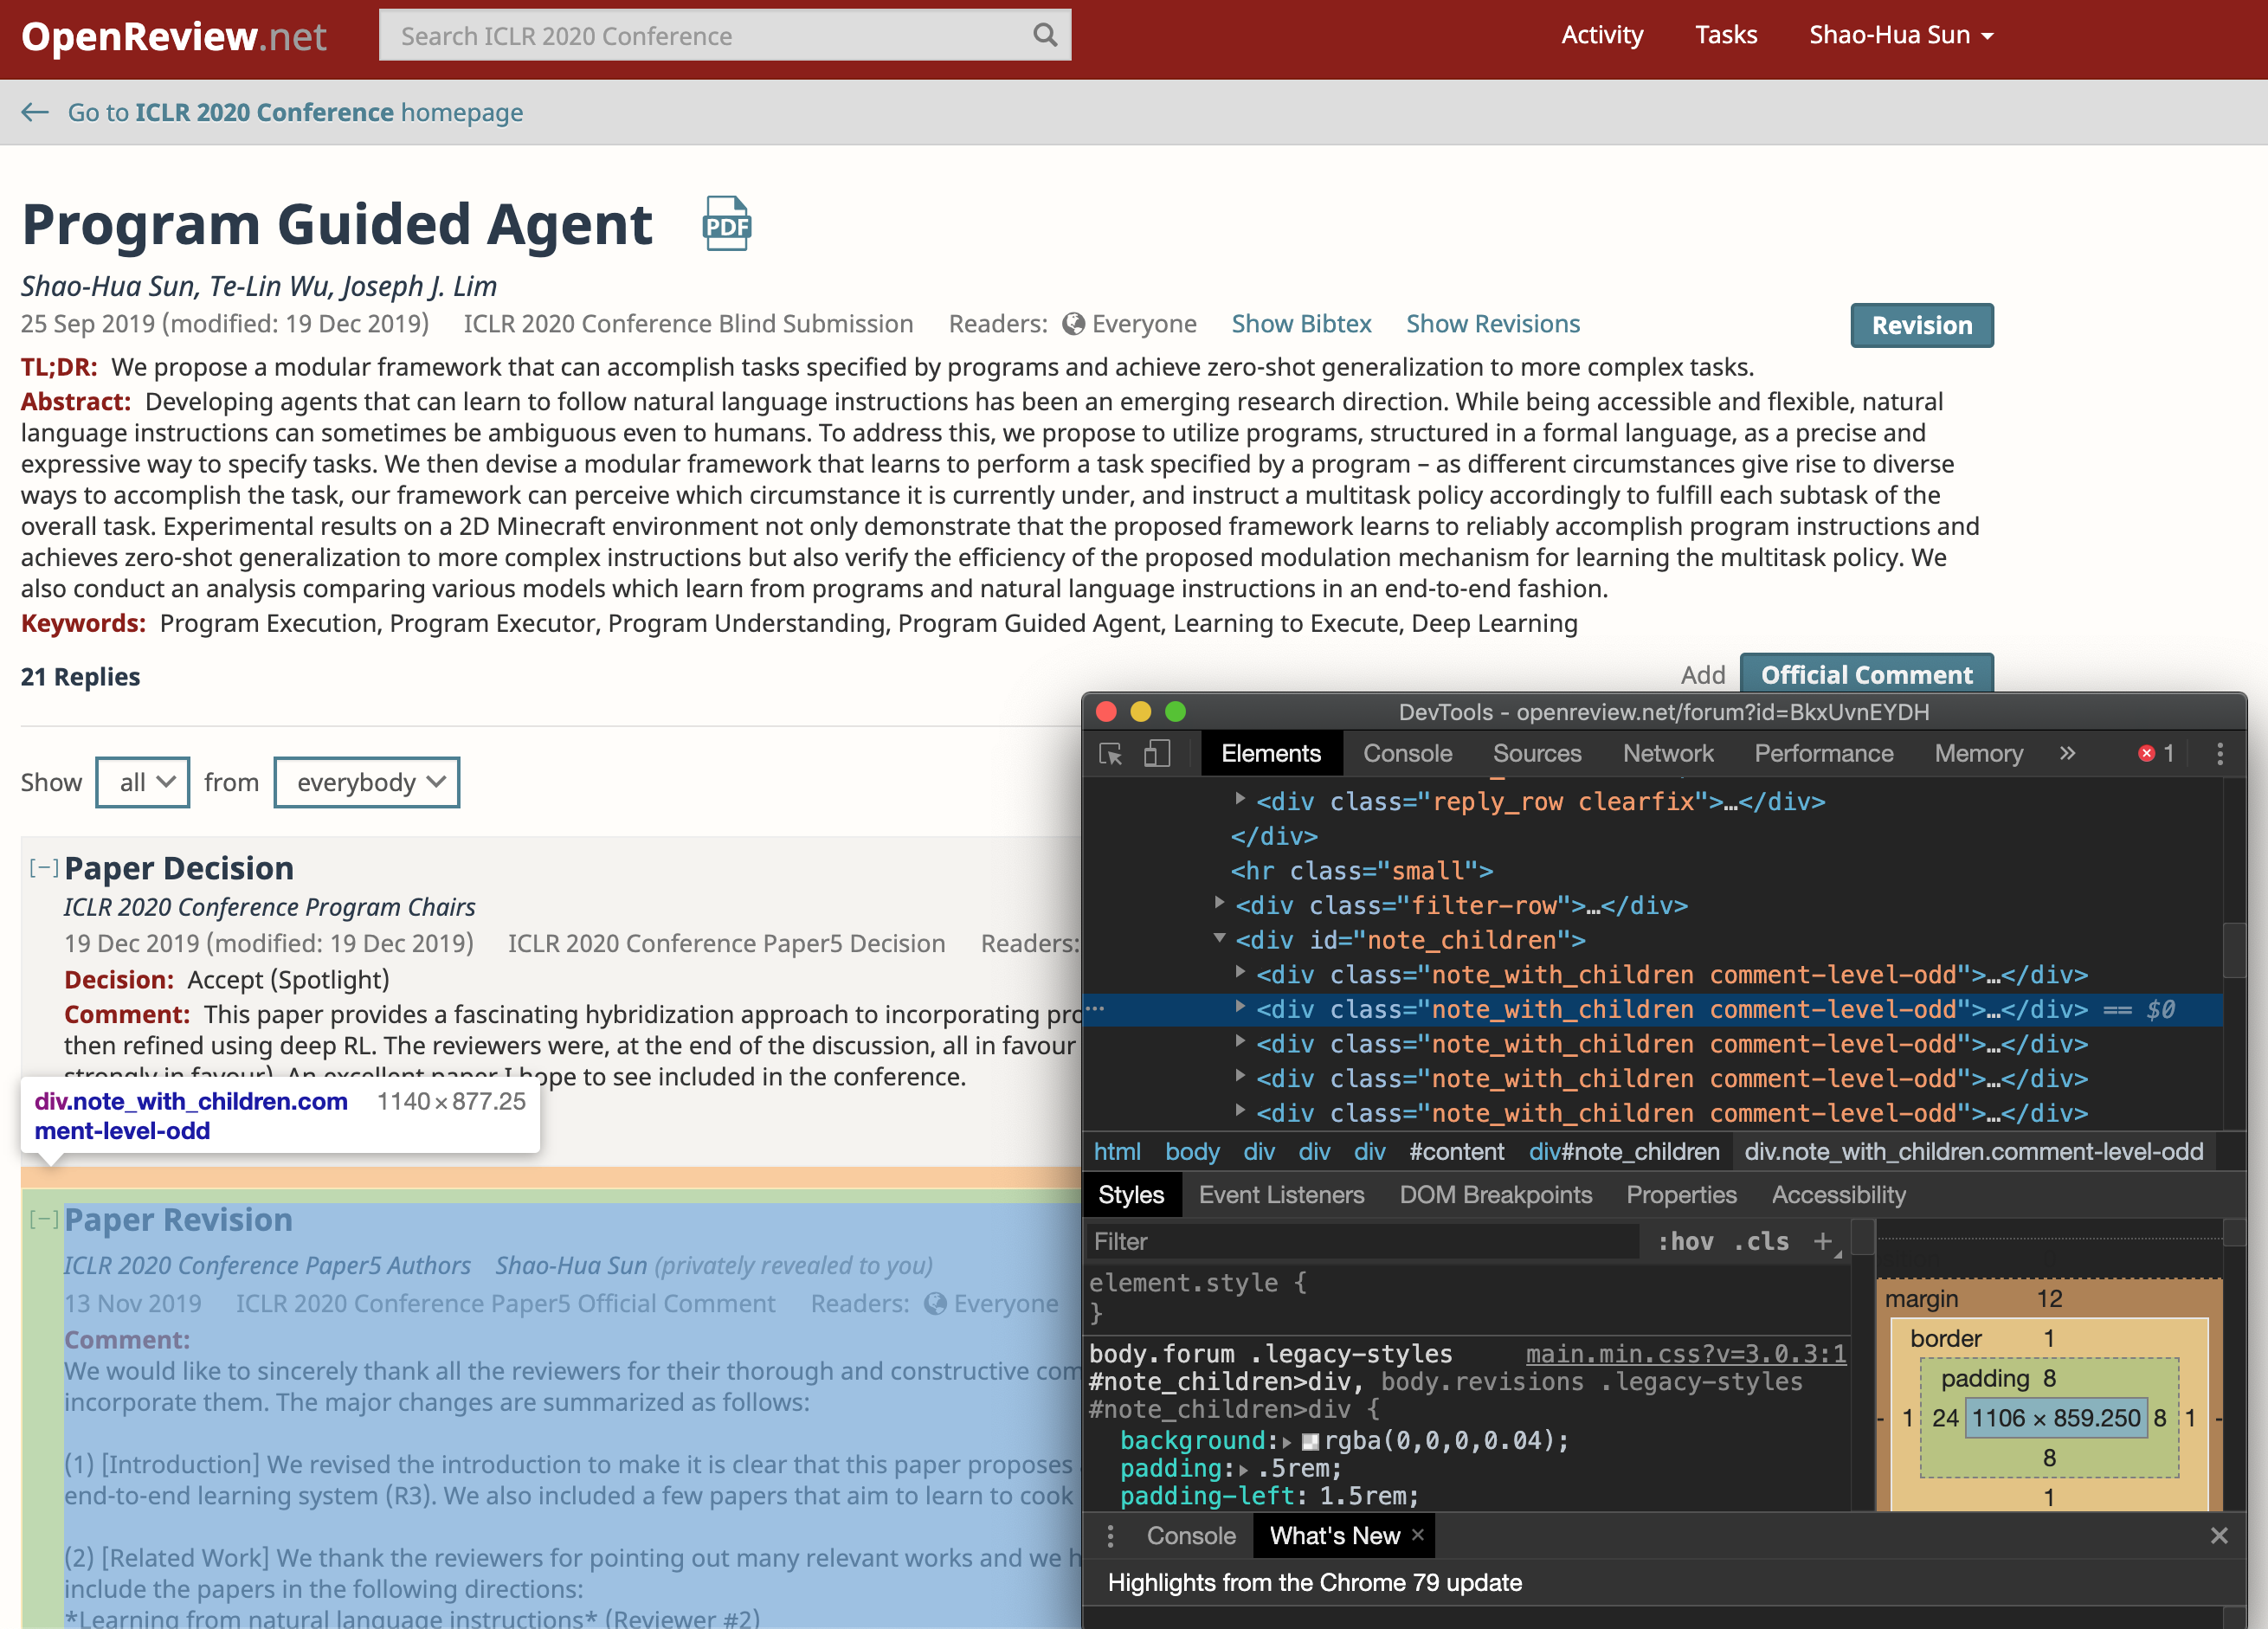 OpenReview.net
Search ICLR 2020 Conference
Activity Tasks Shao-Hua Sun
← Go to ICLR 2020 Conference homepage
Program Guided Agent
PDF
Shao-Hua Sun, Te-Lin Wu, Joseph J. Lim
25 Sep 2019 (modified: 19 Dec 2019) ICLR 2020 Conference Blind Submission Readers: Everyone Show Bibtex Show Revisions
Revision
TL;DR: We propose a modular framework that can accomplish tasks specified by programs and achieve zero-shot generalization to more complex tasks.
Abstract: Developing agents that can learn to follow natural language instructions has been an emerging research direction. While being accessible and flexible, natural
language instructions can sometimes be ambiguous even to humans. To address this, we propose to utilize programs, structured in a formal language, as a precise and
expressive way to specify tasks. We then devise a modular framework that learns to perform a task specified by a program – as different circumstances give rise to diverse
ways to accomplish the task, our framework can perceive which circumstance it is currently under, and instruct a multitask policy accordingly to fulfill each subtask of the
overall task. Experimental results on a 2D Minecraft environment not only demonstrate that the proposed framework learns to reliably accomplish program instructions and
achieves zero-shot generalization to more complex instructions but also verify the efficiency of the proposed modulation mechanism for learning the multitask policy. We
also conduct an analysis comparing various models which learn from programs and natural language instructions in an end-to-end fashion.
Keywords: Program Execution, Program Executor, Program Understanding, Program Guided Agent, Learning to Execute, Deep Learning
21 Replies
Add Official Comment
Show all from everybody
[−] Paper Decision
ICLR 2020 Conference Program Chairs
19 Dec 2019 (modified: 19 Dec 2019) ICLR 2020 Conference Paper5 Decision Readers:
Decision: Accept (Spotlight)
Comment: This paper provides a fascinating hybridization approach to incorporating pro
then refined using deep RL. The reviewers were, at the end of the discussion, all in favour
strongly in favour). An excellent paper I hope to see included in the conference.
div.note_with_children.com 1140 × 877.25
ment-level-odd
[−] Paper Revision
ICLR 2020 Conference Paper5 Authors Shao-Hua Sun (privately revealed to you)
13 Nov 2019 ICLR 2020 Conference Paper5 Official Comment Readers: Everyone
Comment:
We would like to sincerely thank all the reviewers for their thorough and constructive com
incorporate them. The major changes are summarized as follows:
(1) [Introduction] We revised the introduction to make it is clear that this paper proposes
end-to-end learning system (R3). We also included a few papers that aim to learn to cook
(2) [Related Work] We thank the reviewers for pointing out many relevant works and we h
include the papers in the following directions:
*Learning from natural language instructions* (Reviewer #2)
DevTools - openreview.net/forum?id=BkxUvnEYDH
Elements Console Sources Network Performance Memory » 1
<div class="reply_row clearfix">…</div>
</div>
<hr class="small">
<div class="filter-row">…</div>
<div id="note_children">
<div class="note_with_children comment-level-odd">…</div>
… <div class="note_with_children comment-level-odd">…</div> == $0
<div class="note_with_children comment-level-odd">…</div>
<div class="note_with_children comment-level-odd">…</div>
<div class="note_with_children comment-level-odd">…</div>
html body div div div #content div#note_children div.note_with_children.comment-level-odd
Styles Event Listeners DOM Breakpoints Properties Accessibility
Filter :hov .cls +
element.style {
}
body.forum .legacy-styles main.min.css?v=3.0.3:1
#note_children>div, body.revisions .legacy-styles
#note_children>div {
background: rgba(0,0,0,0.04);
padding: .5rem;
padding-left: 1.5rem;
margin 12
border 1
padding 8
- 1 24 1106 × 859.250 8 1 -
8
1
Console What's New × ×
Highlights from the Chrome 79 update